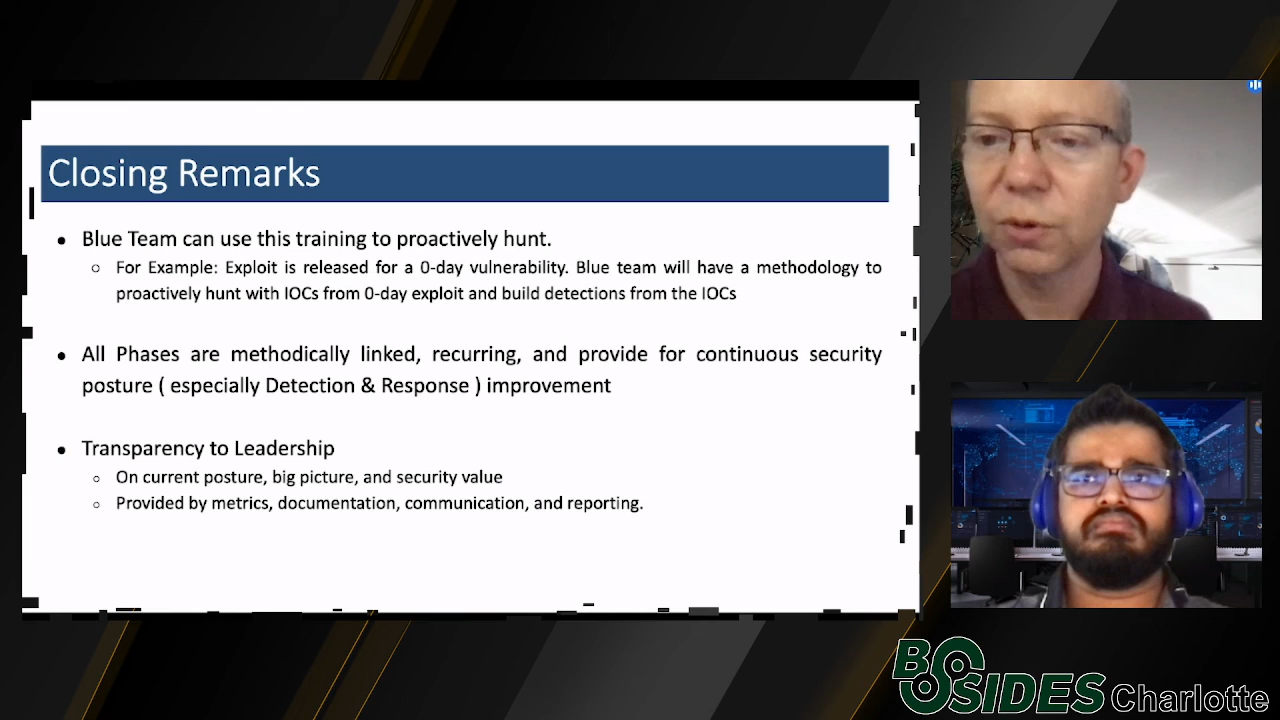 Closing Remarks
● Blue Team can use this training to proactively hunt.
○ For Example: Exploit is released for a 0-day vulnerability. Blue team will have a methodology to
proactively hunt with IOCs from 0-day exploit and build detections from the IOCs
● All Phases are methodically linked, recurring, and provide for continuous security
posture ( especially Detection & Response ) improvement
● Transparency to Leadership
○ On current posture, big picture, and security value
○ Provided by metrics, documentation, communication, and reporting.
BSIDES Charlotte